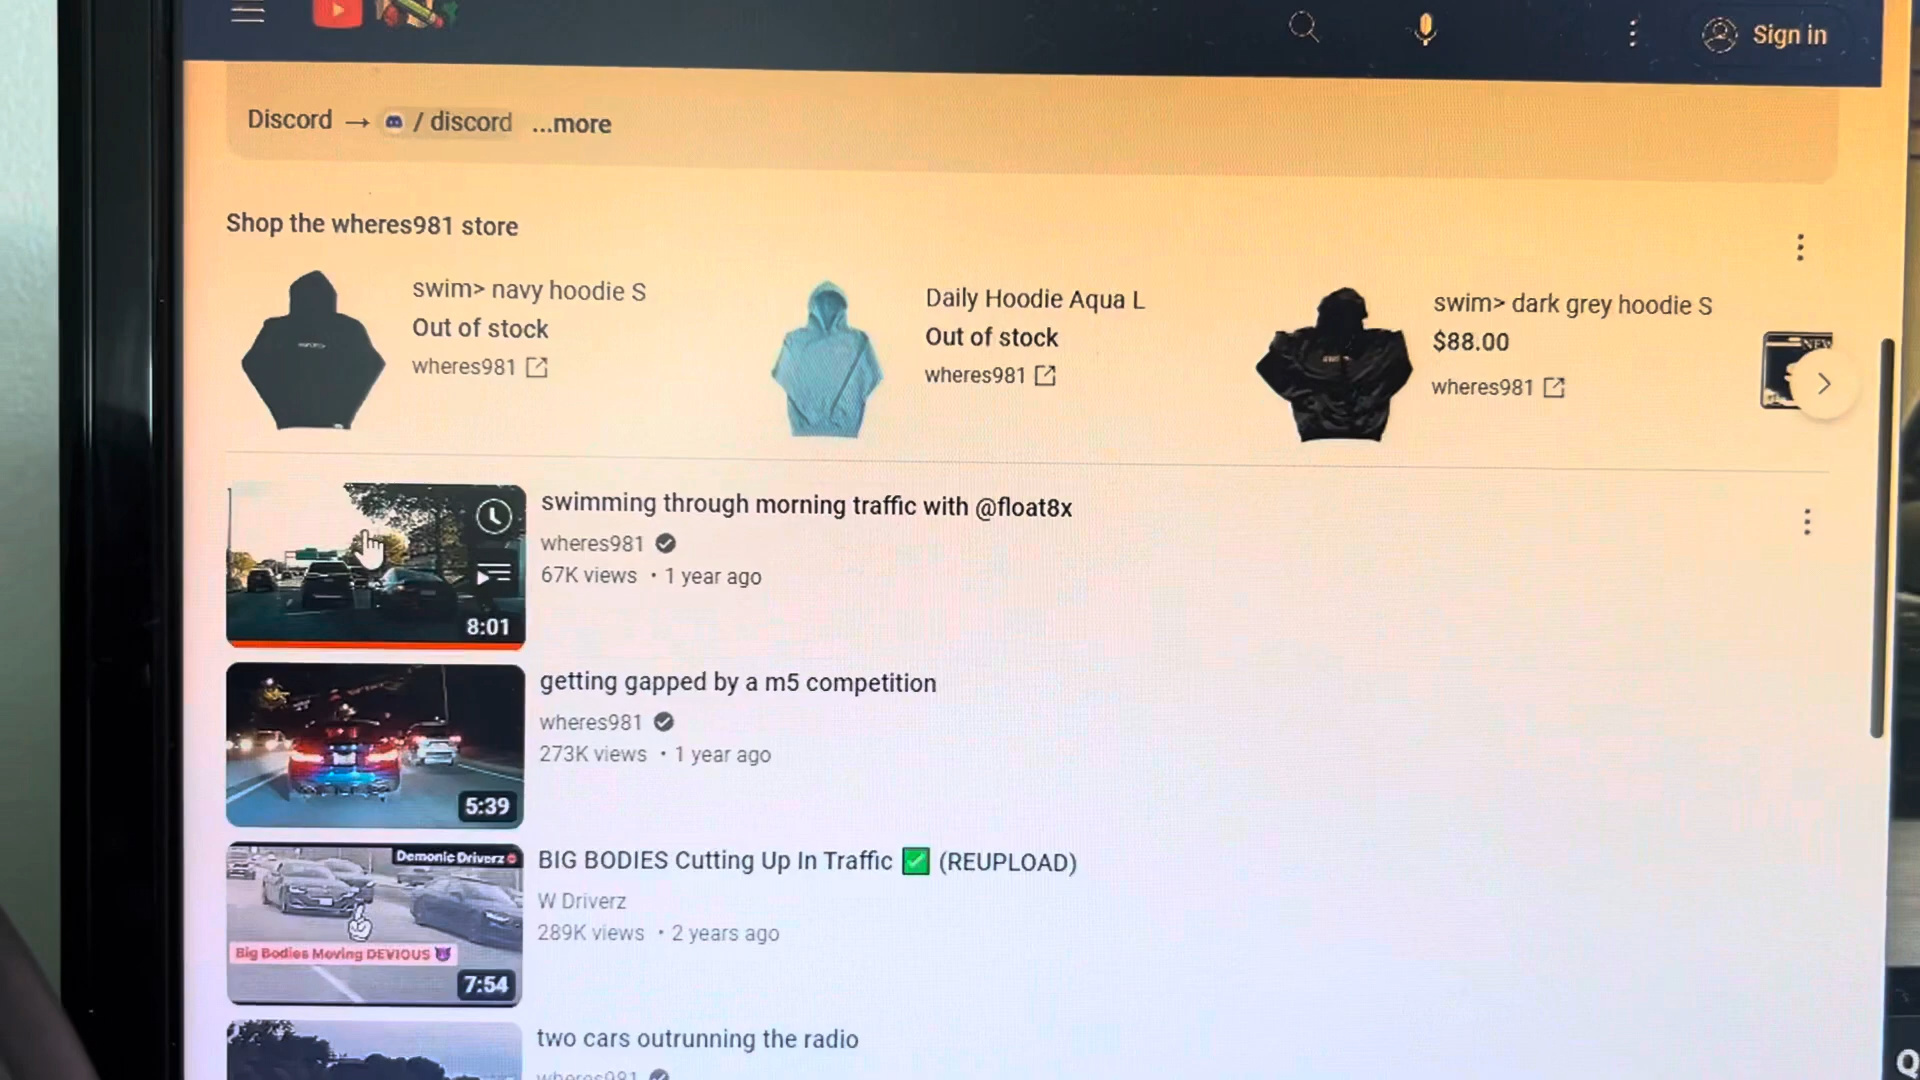 Sign in
Discord → / discord ...more
Shop the wheres981 store
swim> navy hoodie S
Out of stock
wheres981
Daily Hoodie Aqua L
Out of stock
wheres981
swim> dark grey hoodie S
$88.00
wheres981
NEW
swimming through morning traffic with @float8x
wheres981
67K views • 1 year ago
8:01
getting gapped by a m5 competition
wheres981
273K views • 1 year ago
5:39
Demonic Driverz
BIG BODIES Cutting Up In Traffic ✅ (REUPLOAD)
W Driverz
289K views • 2 years ago
Big Bodies Moving DEVIOUS 😈
7:54
two cars outrunning the radio
wheres981
Q